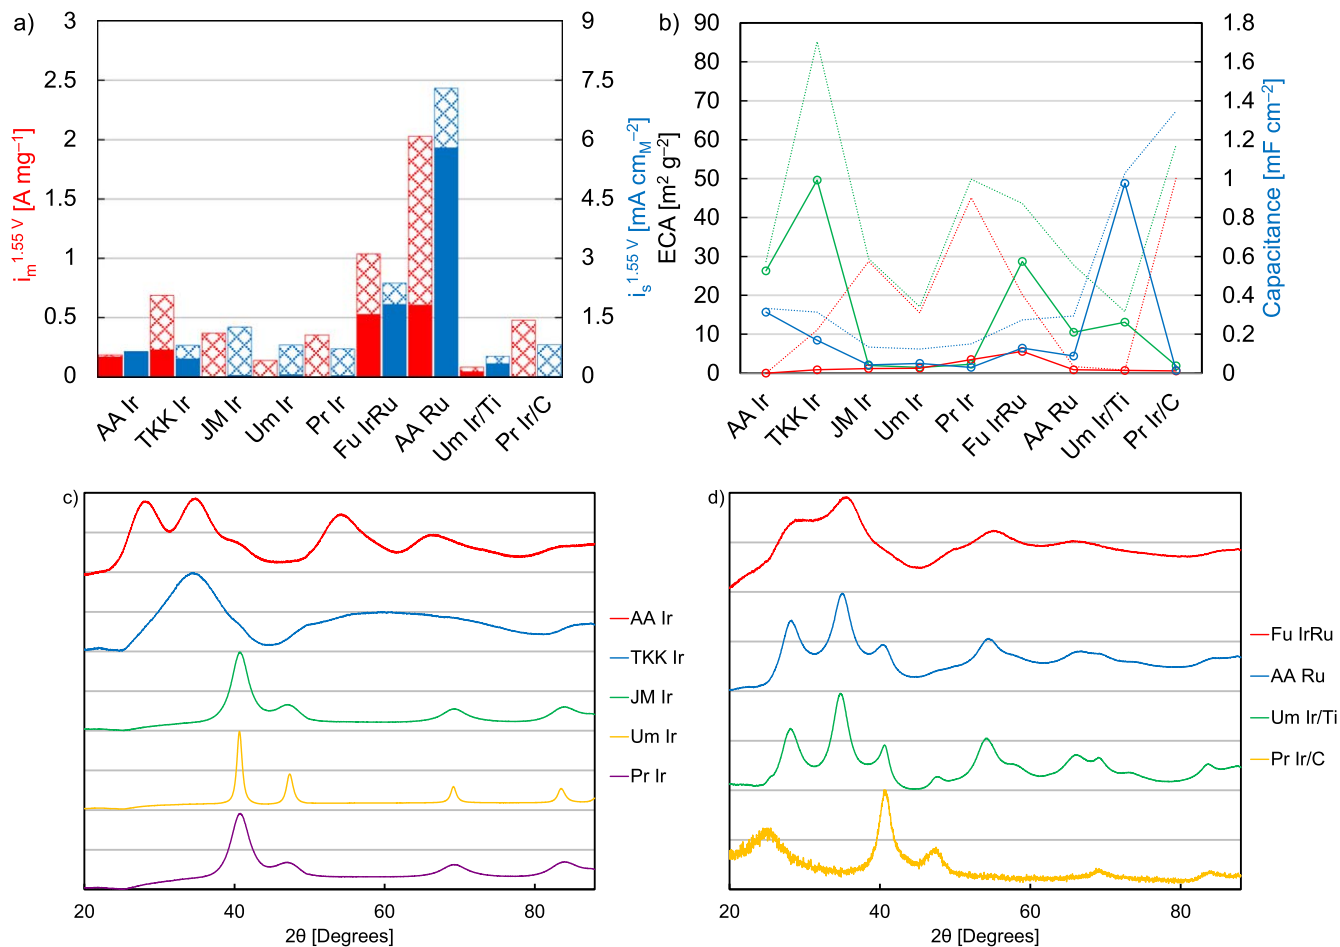 a)
3
2.5
2
1.5
1
0.5
0
i_m^1.55 V [A mg−1]
9
7.5
6
4.5
3
1.5
0
i_s^1.55 V [mA cm_M^−2]
AA Ir
TKK Ir
JM Ir
Um Ir
Pr Ir
Fu IrRu
AA Ru
Um Ir/Ti
Pr Ir/C
b)
90
80
70
60
50
40
30
20
10
0
ECA [m2 g−2]
1.8
1.6
1.4
1.2
1
0.8
0.6
0.4
0.2
0
Capacitance [mF cm−2]
AA Ir
TKK Ir
JM Ir
Um Ir
Pr Ir
Fu IrRu
AA Ru
Um Ir/Ti
Pr Ir/C
c)
AA Ir
TKK Ir
JM Ir
Um Ir
Pr Ir
20 40 60 80
2θ [Degrees]
d)
Fu IrRu
AA Ru
Um Ir/Ti
Pr Ir/C
20 40 60 80
2θ [Degrees]